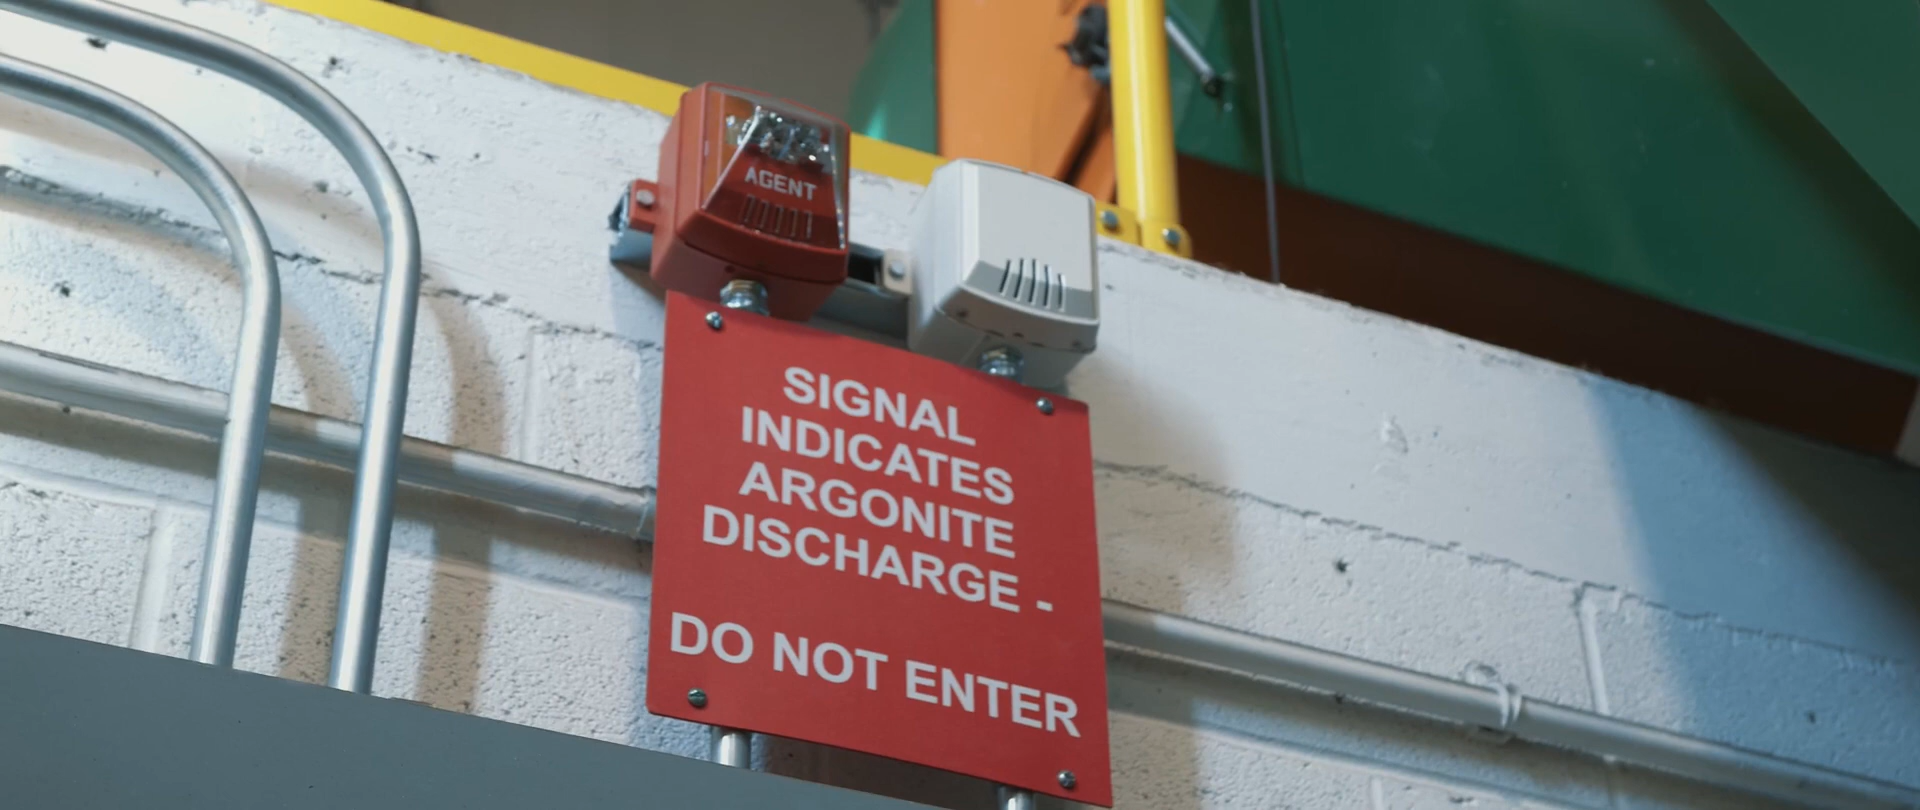 AGENT
SIGNAL
INDICATES
ARGONITE
DISCHARGE -
DO NOT ENTER